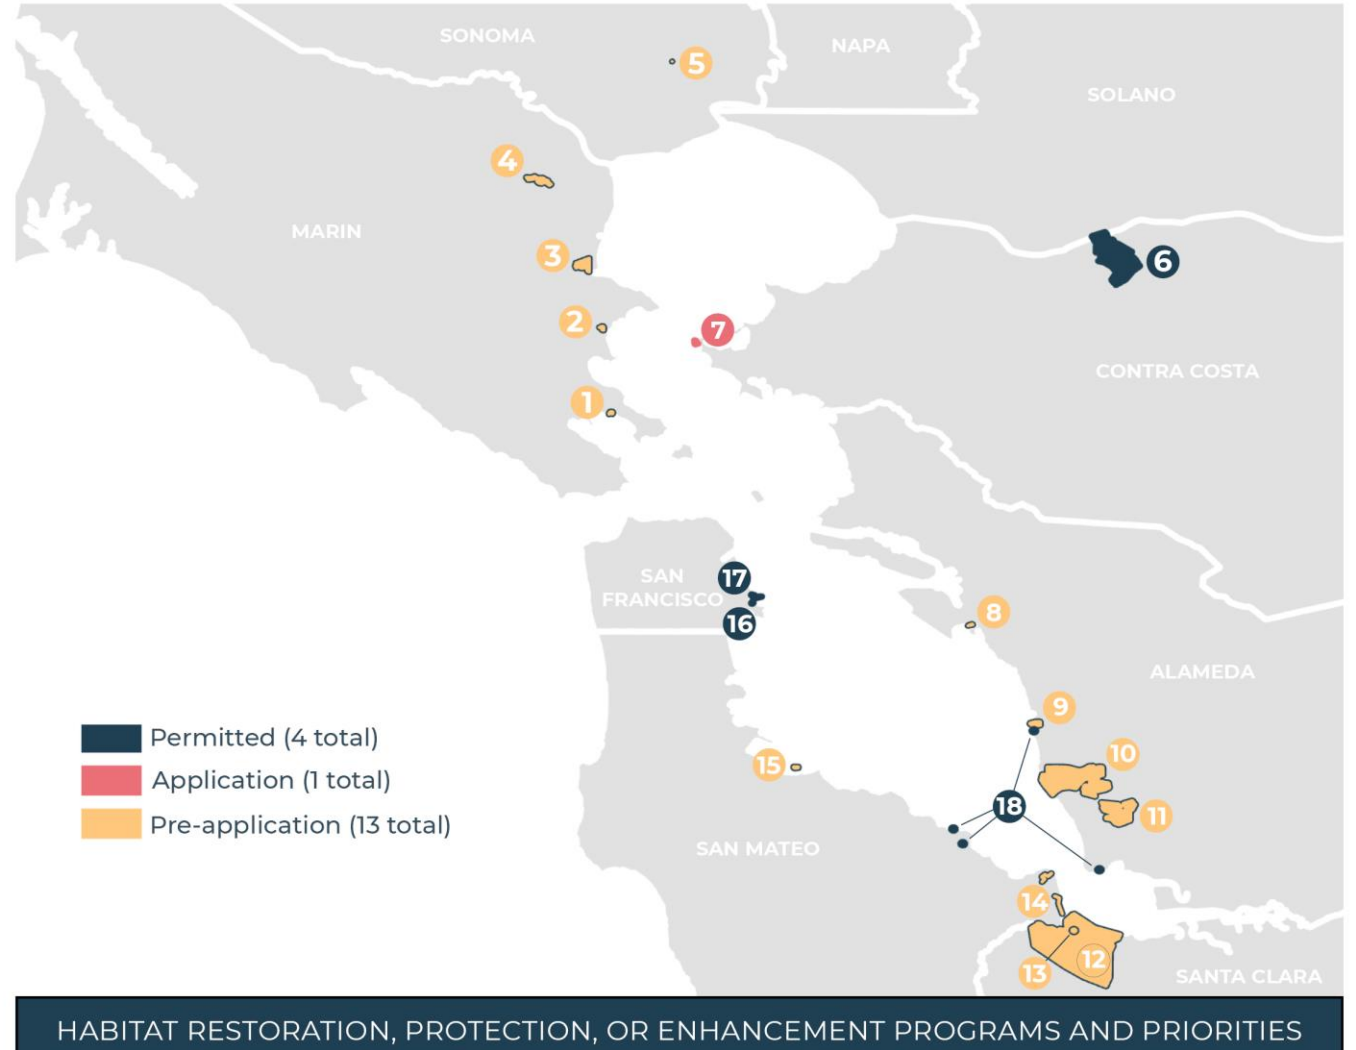 SONOMA
NAPA
5
SOLANO
4
MARIN
3
6
2
7
CONTRA COSTA
1
SAN
FRANCISCO
17
16
8
ALAMEDA
9
Permitted (4 total)
10
15
Application (1 total)
18
11
Pre-application (13 total)
SAN MATEO
14
12
13
SANTA CLARA
HABITAT RESTORATION, PROTECTION, OR ENHANCEMENT PROGRAMS AND PRIORITIES